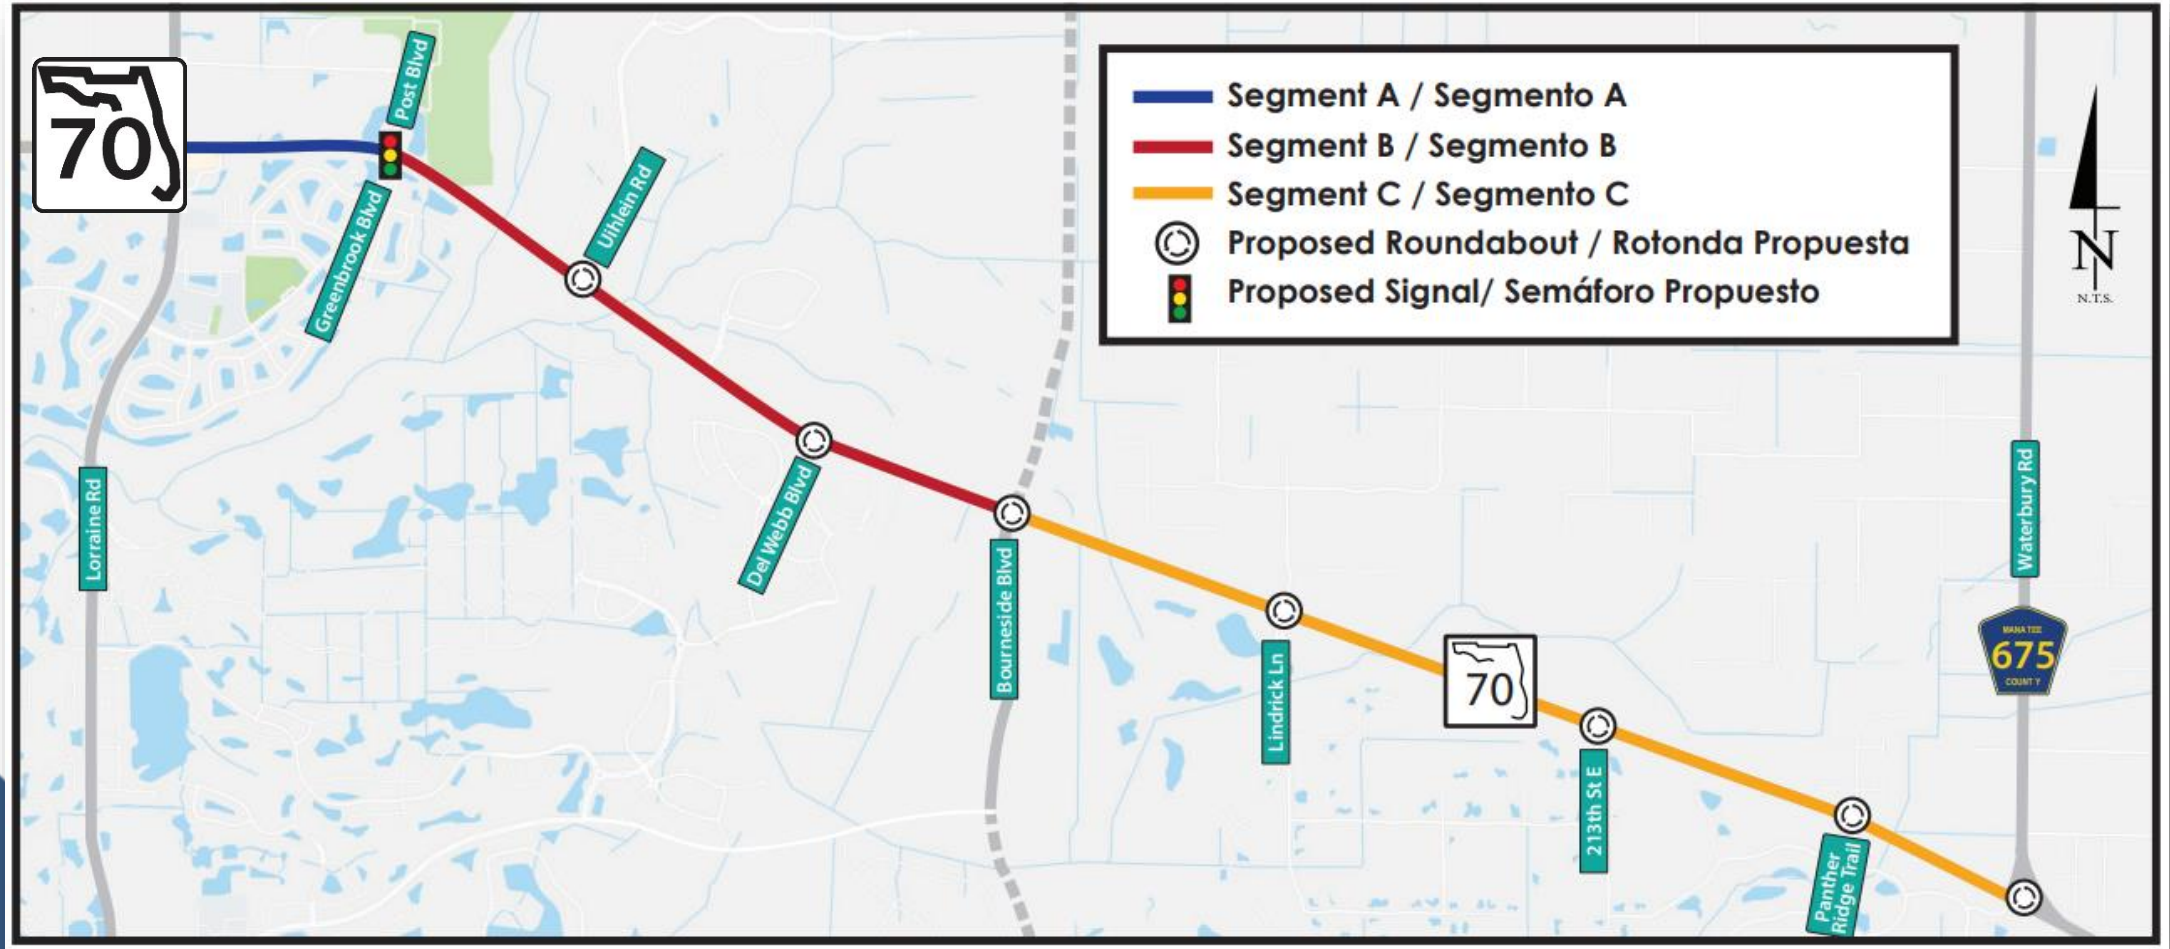 70
Post Blvd
Greenbrook Blvd
Uihlein Rd
Segment A / Segmento A
Segment B / Segmento B
Segment C / Segmento C
Proposed Roundabout / Rotonda Propuesta
Proposed Signal/ Semáforo Propuesto
N
N.T.S.
Lorraine Rd
Del Webb Blvd
Bourneside Blvd
Lindrick Ln
70
213th St E
Panther
Ridge Trail
Waterbury Rd
MANATEE
675
COUNTY